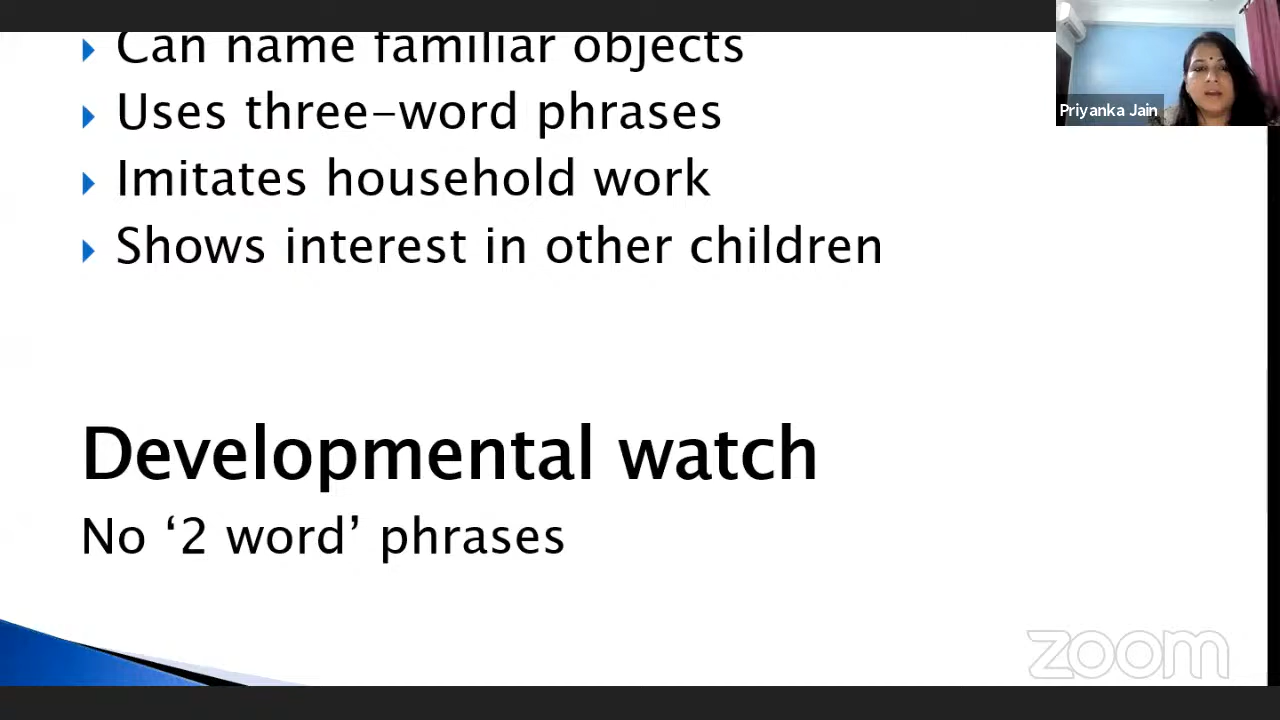 Can name familiar objects
Uses three-word phrases
Imitates household work
Shows interest in other children
Developmental watch
No ‘2 word’ phrases
Priyanka Jain
zoom